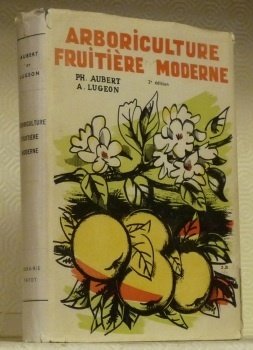 AUBERT
et
LUGEON
ARBORICULTURE
FRUITIÈRE
MODERNE
PAYOT
ARBORICULTURE
FRUITIÈRE MODERNE
PH. AUBERT
A. LUGEON
2e édition